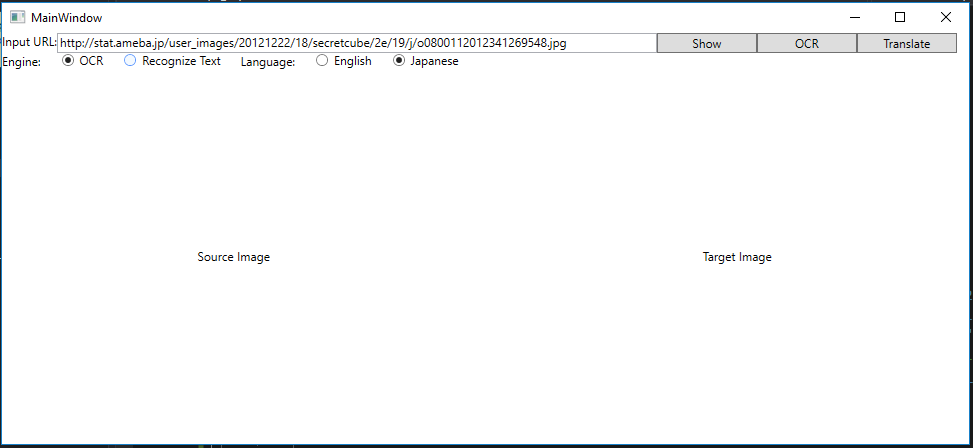 MainWindow
Input URL: http://stat.ameba.jp/user_images/20121222/18/secretcube/2e/19/j/o0800112012341269548.jpg Show OCR Translate
Engine: OCR Recognize Text Language: English Japanese
Source Image Target Image